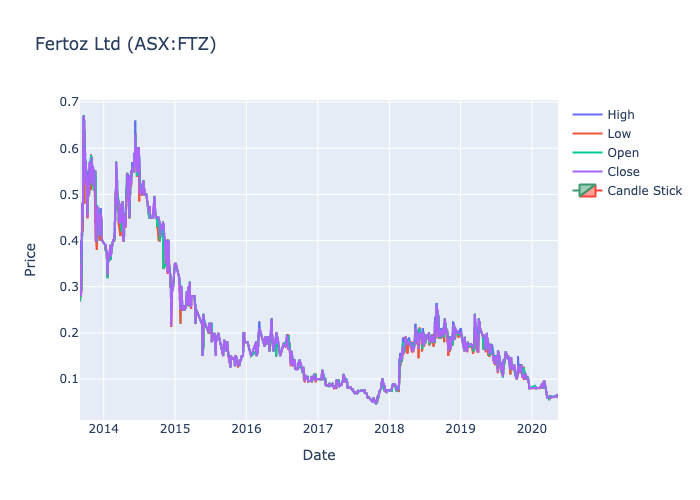 Fertoz Ltd (ASX:FTZ)
0.7
0.6
0.5
0.4
0.3
0.2
0.1
Price
2014 2015 2016 2017 2018 2019 2020
Date
High
Low
Open
Close
Candle Stick